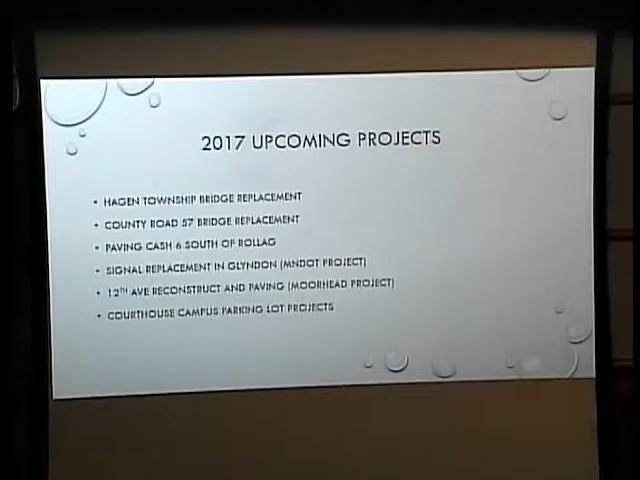 2017 UPCOMING PROJECTS
• HAGEN TOWNSHIP BRIDGE REPLACEMENT
• COUNTY ROAD 57 BRIDGE REPLACEMENT
• PAVING CASH 6 SOUTH OF ROLLAG
• SIGNAL REPLACEMENT IN GLYNDON (MNDOT PROJECT)
• 12TH AVE RECONSTRUCT AND PAVING (MOORHEAD PROJECT)
• COURTHOUSE CAMPUS PARKING LOT PROJECTS